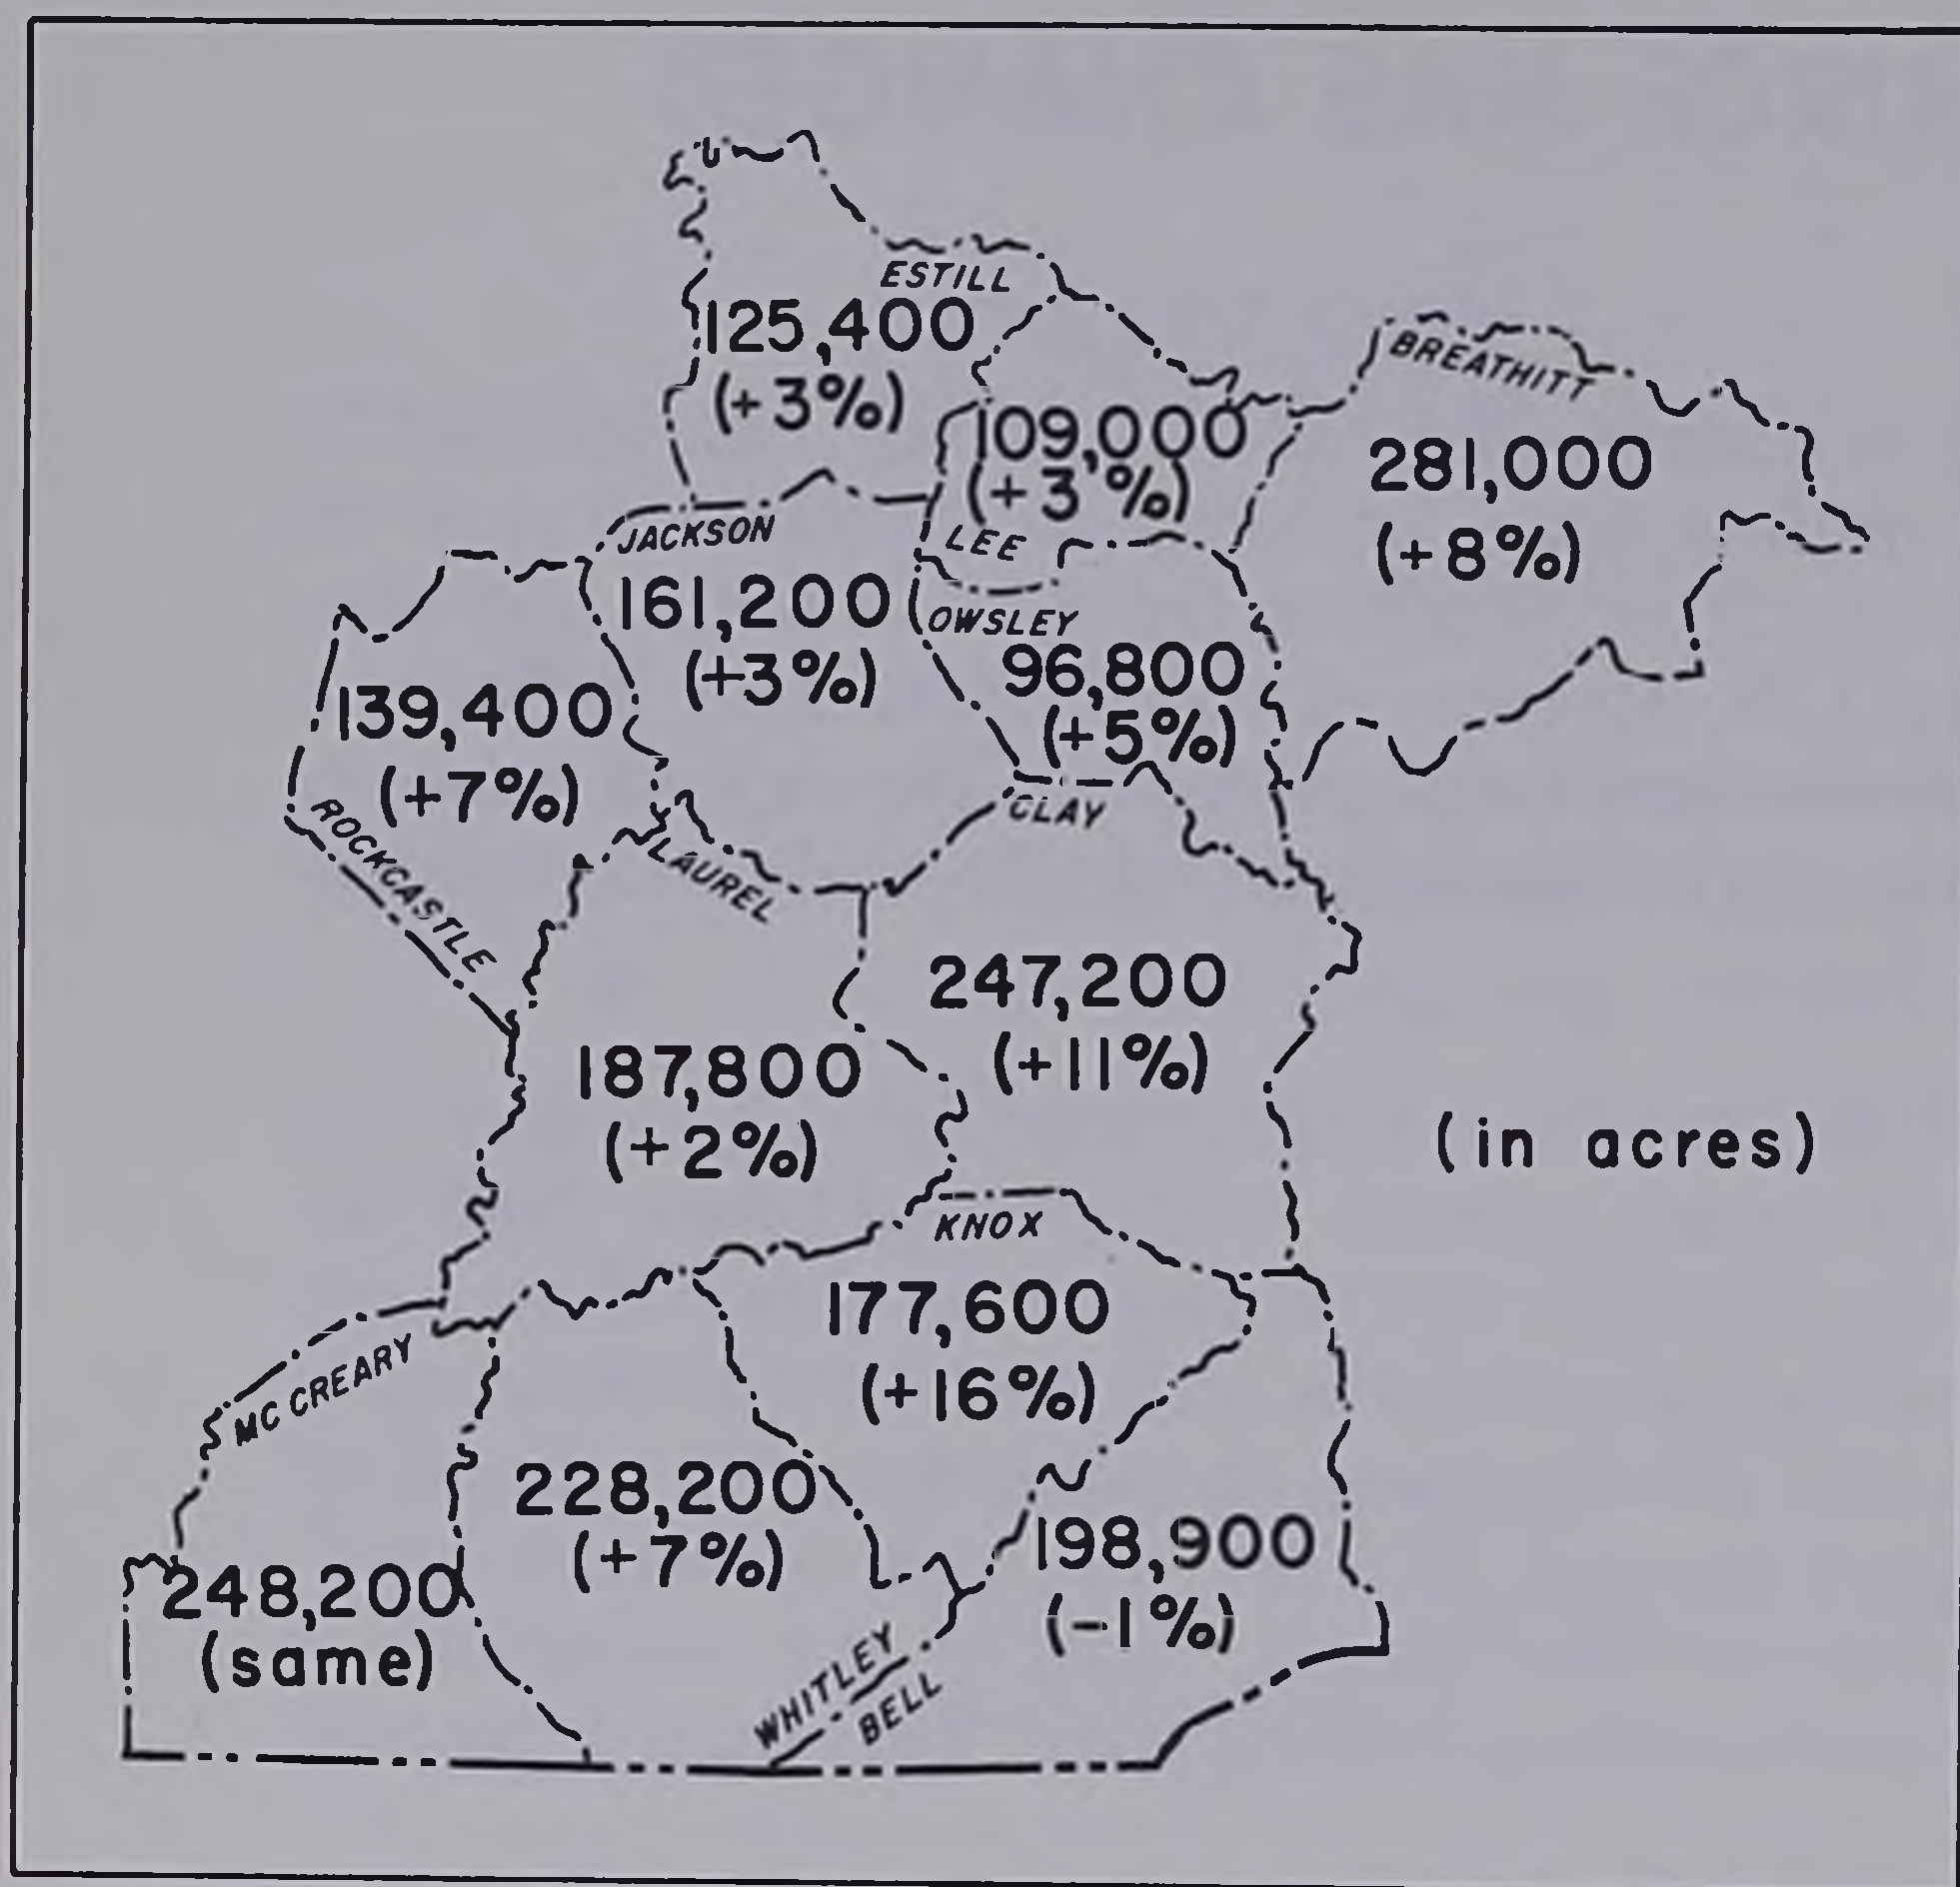 ESTILL
125,400
(+3%)
BREATHITT
281,000
(+8%)
109,000
(+3%)
LEE
JACKSON
161,200
(+3%)
OWSLEY
96,800
(+5%)
139,400
(+7%)
ROCKCASTLE
CLAY
247,200
(+11%)
LAUREL
187,800
(+2%)
(in acres)
KNOX
177,600
(+16%)
MC CREARY
248,200
(same)
228,200
(+7%)
WHITLEY
198,900
(-1%)
BELL